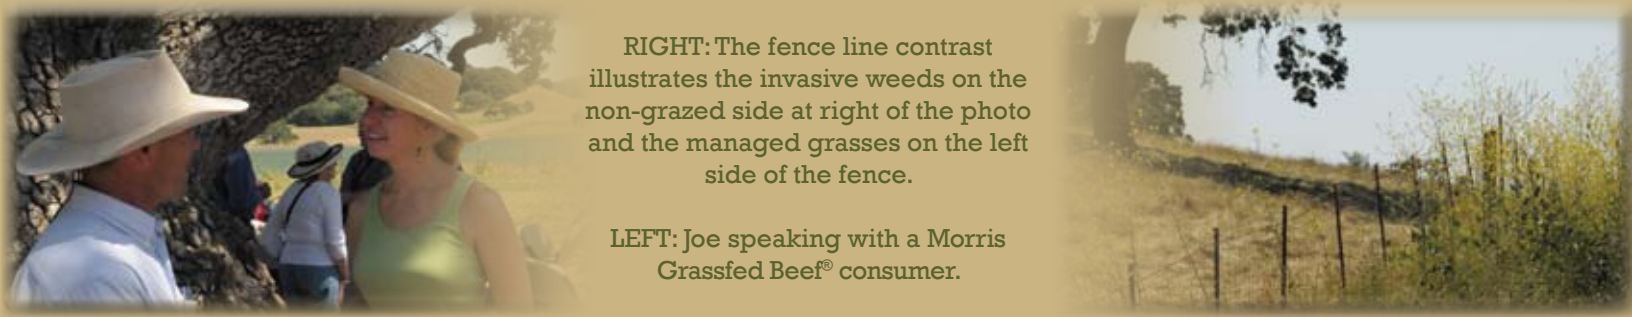 RIGHT: The fence line contrast
illustrates the invasive weeds on the
non-grazed side at right of the photo
and the managed grasses on the left
side of the fence.
LEFT: Joe speaking with a Morris
Grassfed Beef® consumer.